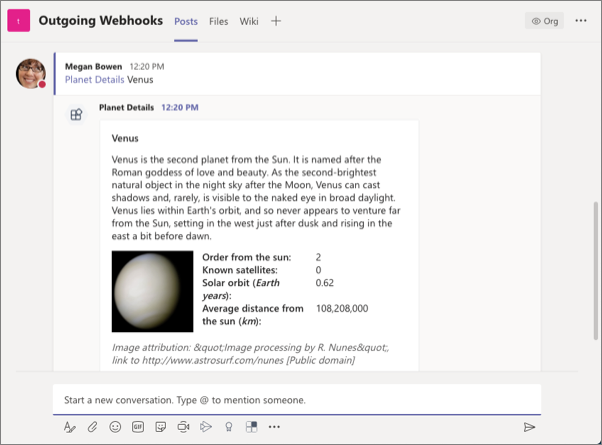 t Outgoing Webhooks Posts Files Wiki Org
Megan Bowen 12:20 PM
Planet Details Venus
Planet Details 12:20 PM
Venus
Venus is the second planet from the Sun. It is named after the
Roman goddess of love and beauty. As the second-brightest
natural object in the night sky after the Moon, Venus can cast
shadows and, rarely, is visible to the naked eye in broad daylight.
Venus lies within Earth's orbit, and so never appears to venture far
from the Sun, setting in the west just after dusk and rising in the
east a bit before dawn.
Order from the sun: 2
Known satellites: 0
Solar orbit (Earth 0.62
years):
Average distance from 108,208,000
the sun (km):
Image attribution: &quot;Image processing by R. Nunes&quot;,
link to http://www.astrosurf.com/nunes [Public domain]
Start a new conversation. Type @ to mention someone.
GIF